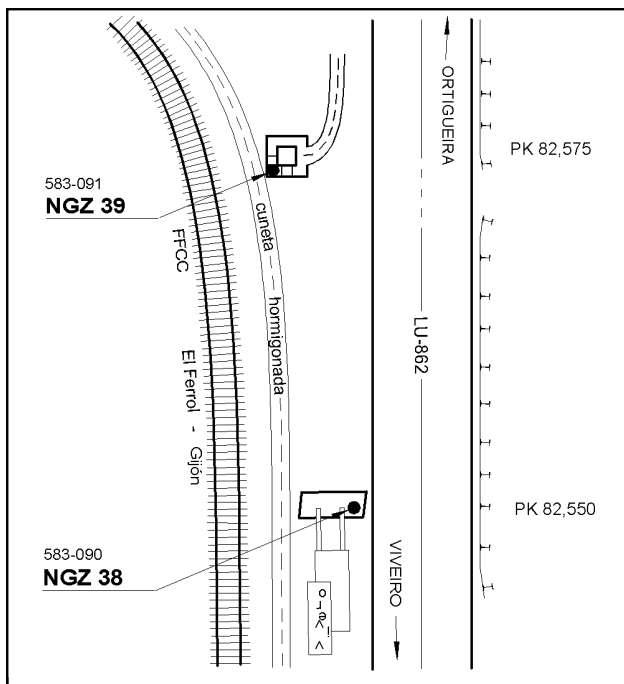 ORTIGUEIRA
PK 82,575
583-091
NGZ 39
cuneta hormigonada
FFCC El Ferrol - Gijón
LU-862
PK 82,550
583-090
NGZ 38
VIVEIRO
Viveiro